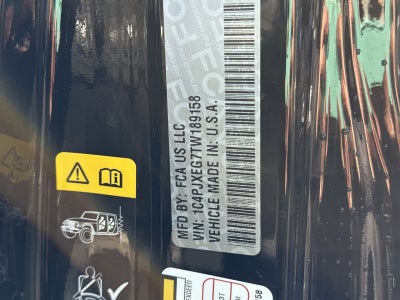 MFD BY: FCA US LLC
VIN: 1C4PJXEG7TW189158
VEHICLE MADE IN: U.S.A.